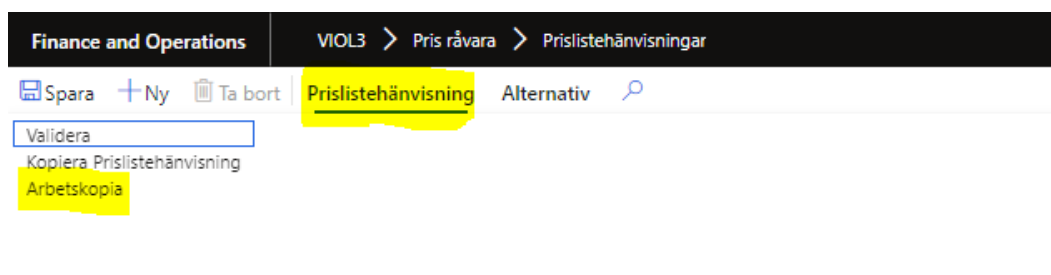 Finance and Operations VIOL3 > Pris råvara > Prislistehänvisningar
Spara Ny Ta bort Prislistehänvisning Alternativ
Validera
Kopiera Prislistehänvisning
Arbetskopia